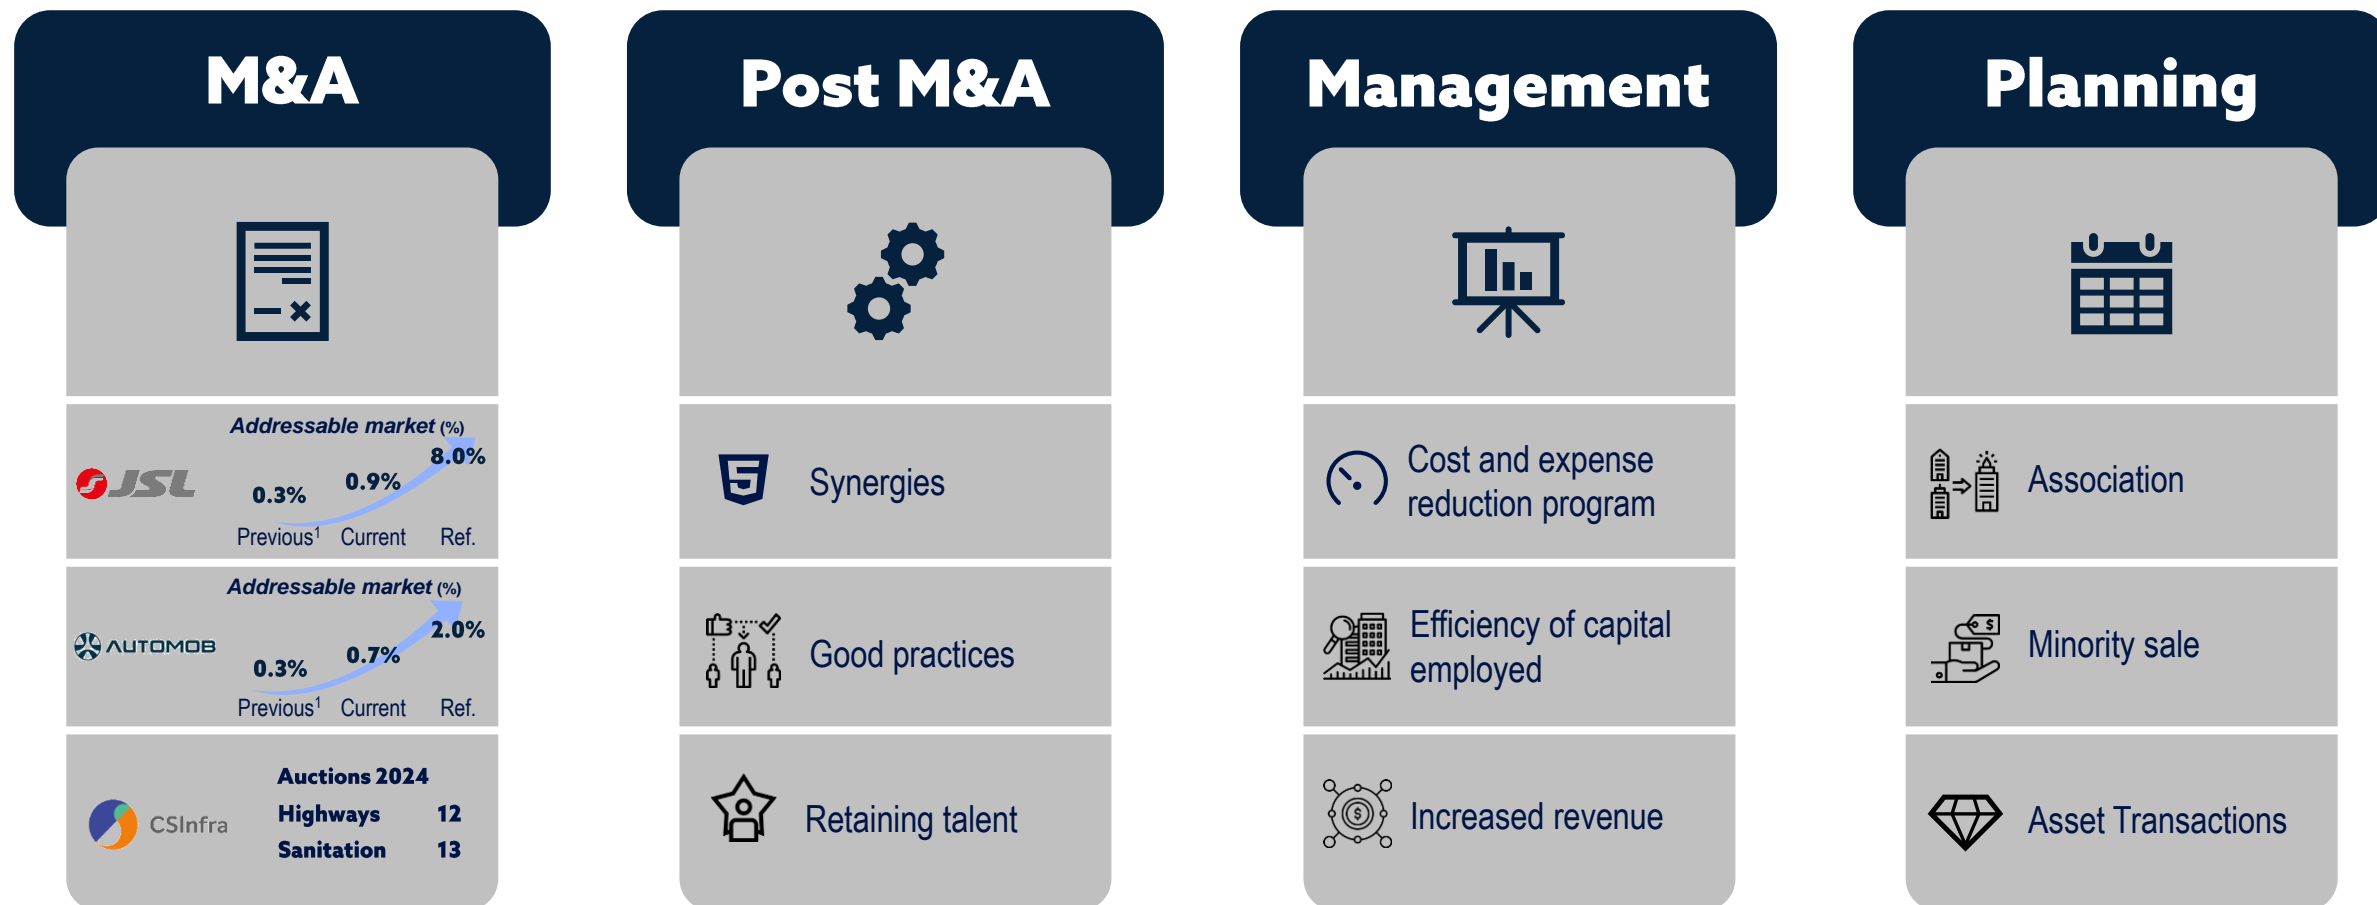 M&A
Addressable market (%)
JSL
0.3%
0.9%
8.0%
Previous¹
Current
Ref.
Addressable market (%)
AUTOMOB
0.3%
0.7%
2.0%
Previous¹
Current
Ref.
CSInfra
Auctions 2024
Highways 12
Sanitation 13
Post M&A
Synergies
Good practices
Retaining talent
Management
Cost and expense
reduction program
Efficiency of capital
employed
Increased revenue
Planning
Association
Minority sale
Asset Transactions